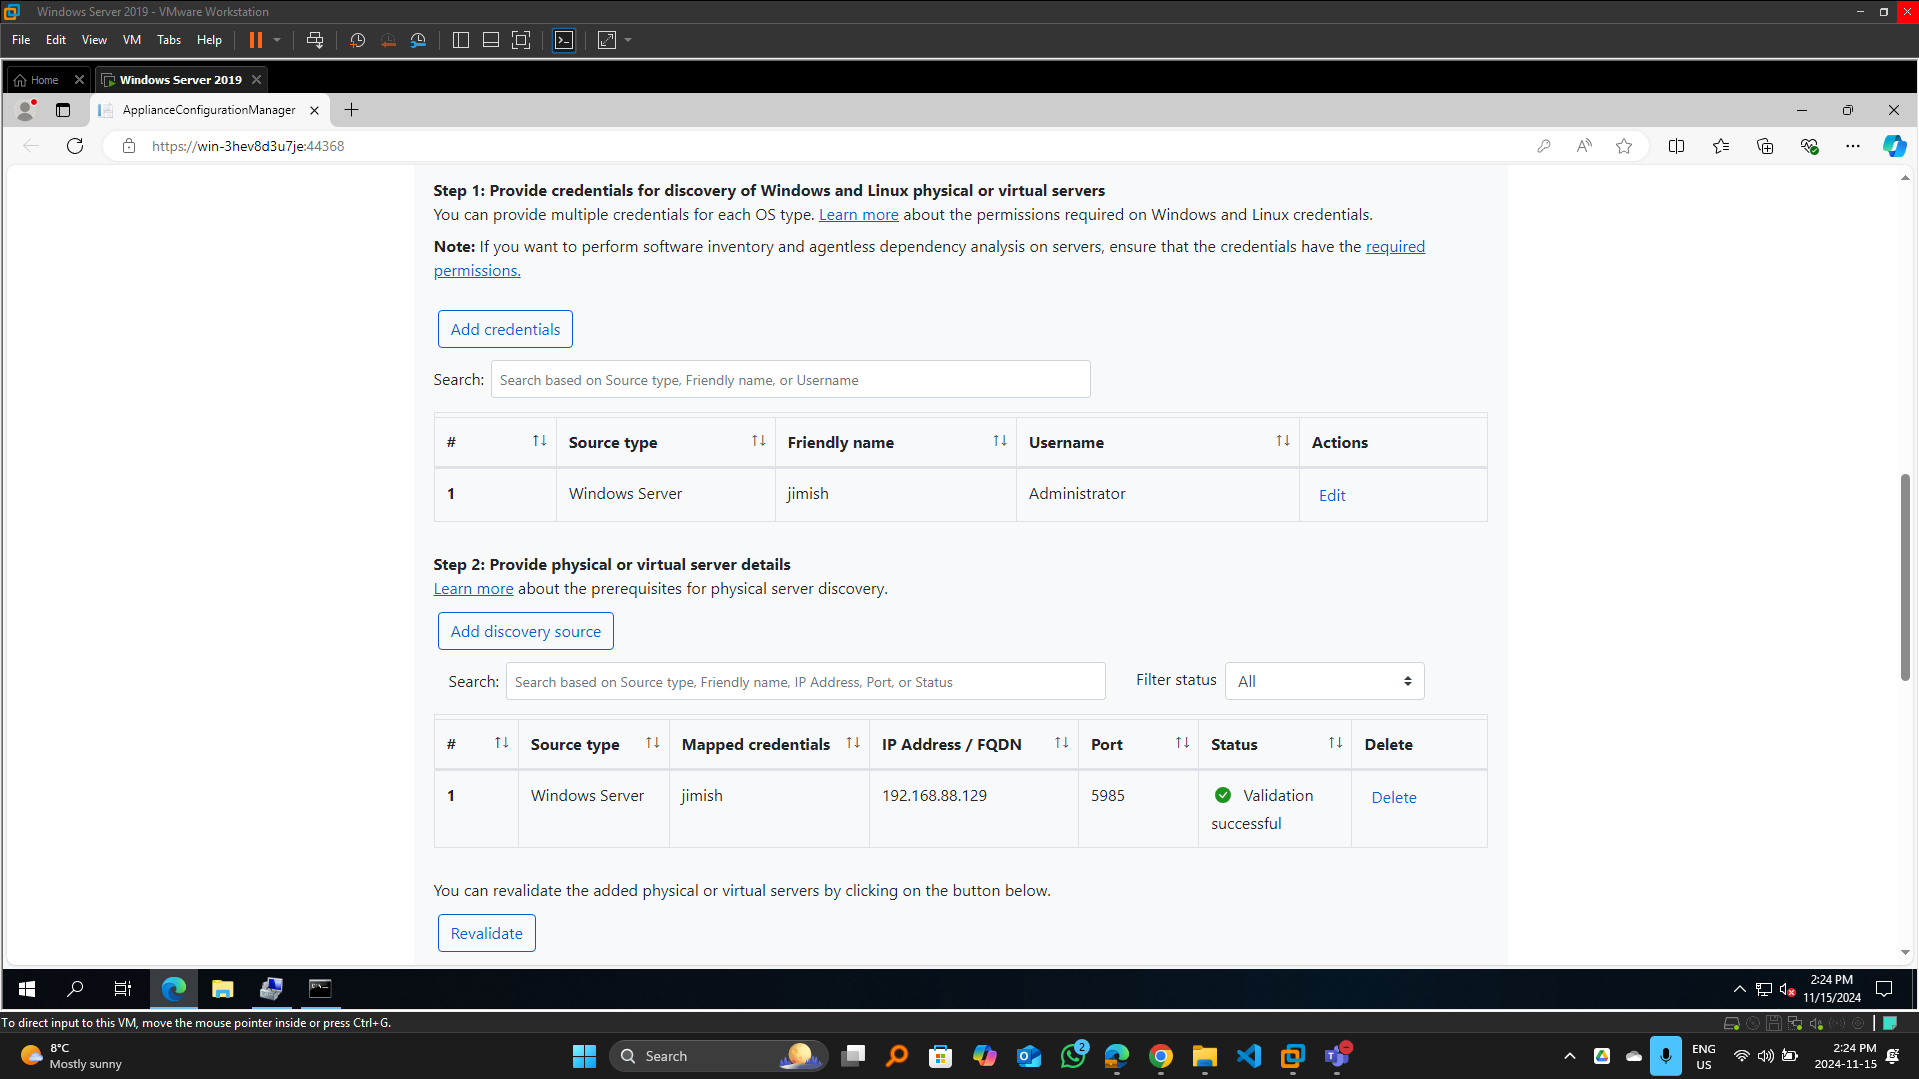 Windows Server 2019 - VMware Workstation
File Edit View VM Tabs Help
Home Windows Server 2019
ApplianceConfigurationManager
https://win-3hev8d3u7je:44368
Step 1: Provide credentials for discovery of Windows and Linux physical or virtual servers
You can provide multiple credentials for each OS type. Learn more about the permissions required on Windows and Linux credentials.
Note: If you want to perform software inventory and agentless dependency analysis on servers, ensure that the credentials have the required
permissions.
Add credentials
Search: Search based on Source type, Friendly name, or Username
# Source type Friendly name Username Actions
1 Windows Server jimish Administrator Edit
Step 2: Provide physical or virtual server details
Learn more about the prerequisites for physical server discovery.
Add discovery source
Search: Search based on Source type, Friendly name, IP Address, Port, or Status Filter status All
# Source type Mapped credentials IP Address / FQDN Port Status Delete
1 Windows Server jimish 192.168.88.129 5985 Validation Delete
successful
You can revalidate the added physical or virtual servers by clicking on the button below.
Revalidate
2:24 PM
11/15/2024
To direct input to this VM, move the mouse pointer inside or press Ctrl+G.
8°C
Mostly sunny
Search
2
ENG
US
2:24 PM
2024-11-15